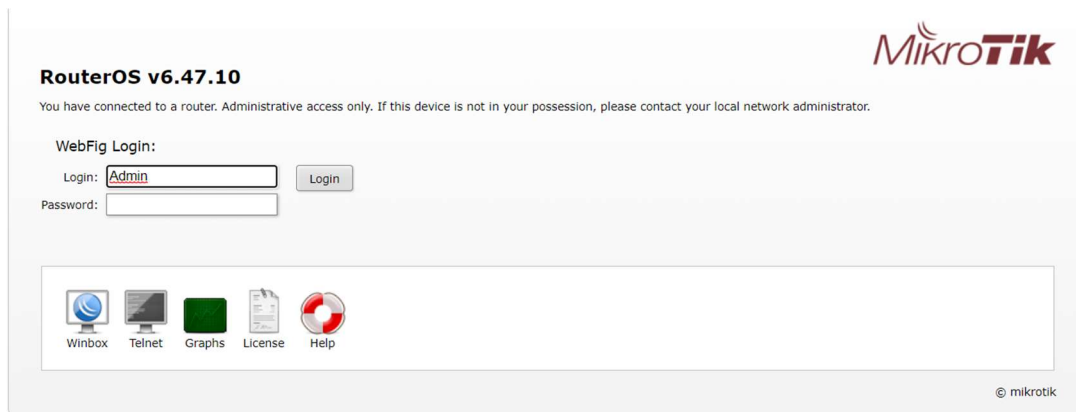 MikroTik
RouterOS v6.47.10
You have connected to a router. Administrative access only. If this device is not in your possession, please contact your local network administrator.
WebFig Login:
Login: Admin Login
Password:
Winbox Telnet Graphs License Help
© mikrotik